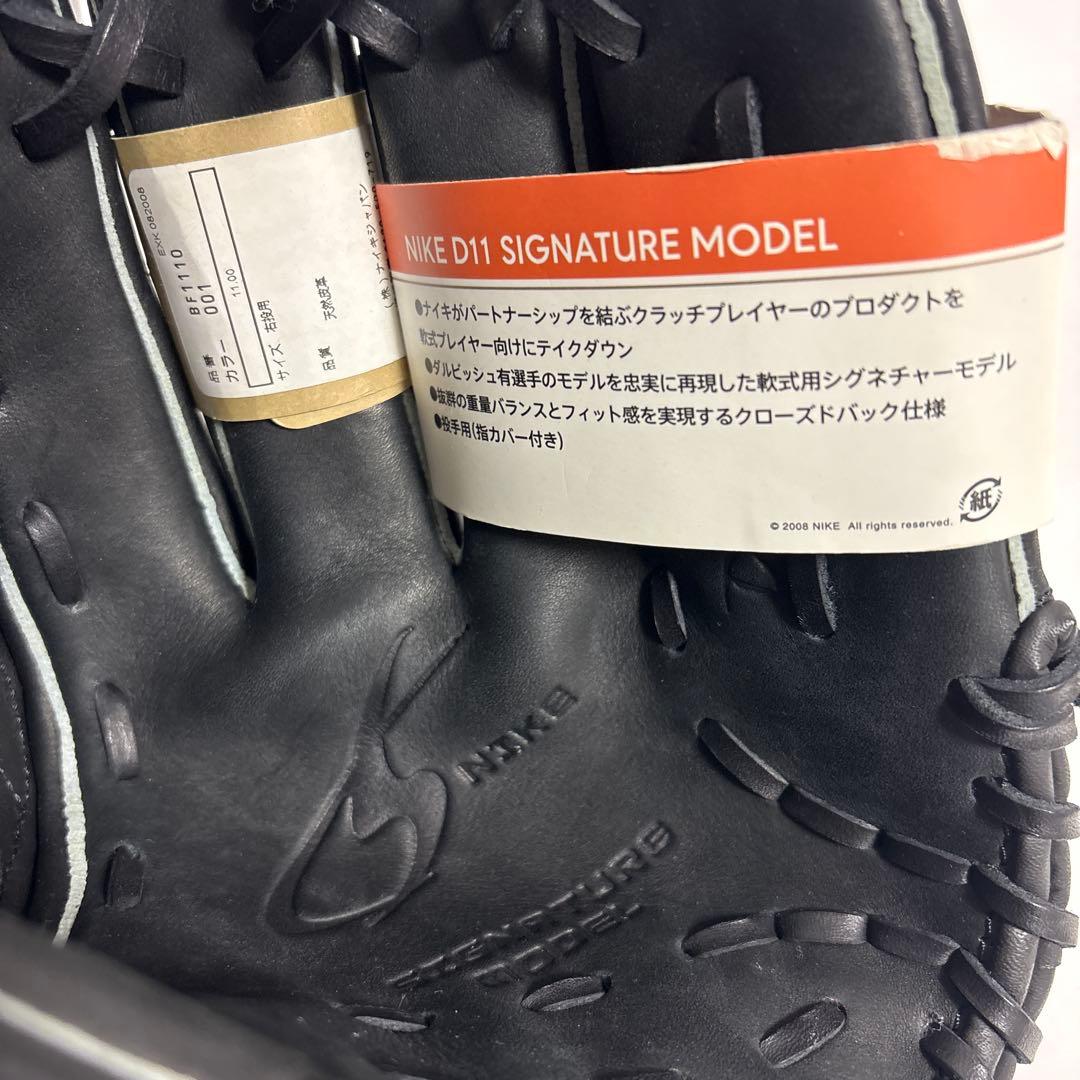 EXK 082008
品番 BF1110
001
カラー
11.00
サイズ 右投用
品質 天然皮革
(株)ナイキジャパン
NIKE D11 SIGNATURE MODEL
●ナイキがパートナーシップを結ぶクラッチプレイヤーのプロダクトを
軟式プレイヤー向けにテイクダウン
●ダルビッシュ有選手のモデルを忠実に再現した軟式用シグネチャーモデル
●抜群の重量バランスとフィット感を実現するクローズドバック仕様
●投手用(指カバー付き)
© 2008 NIKE All rights reserved.
紙
NIKE
SIGNATURE
MODEL